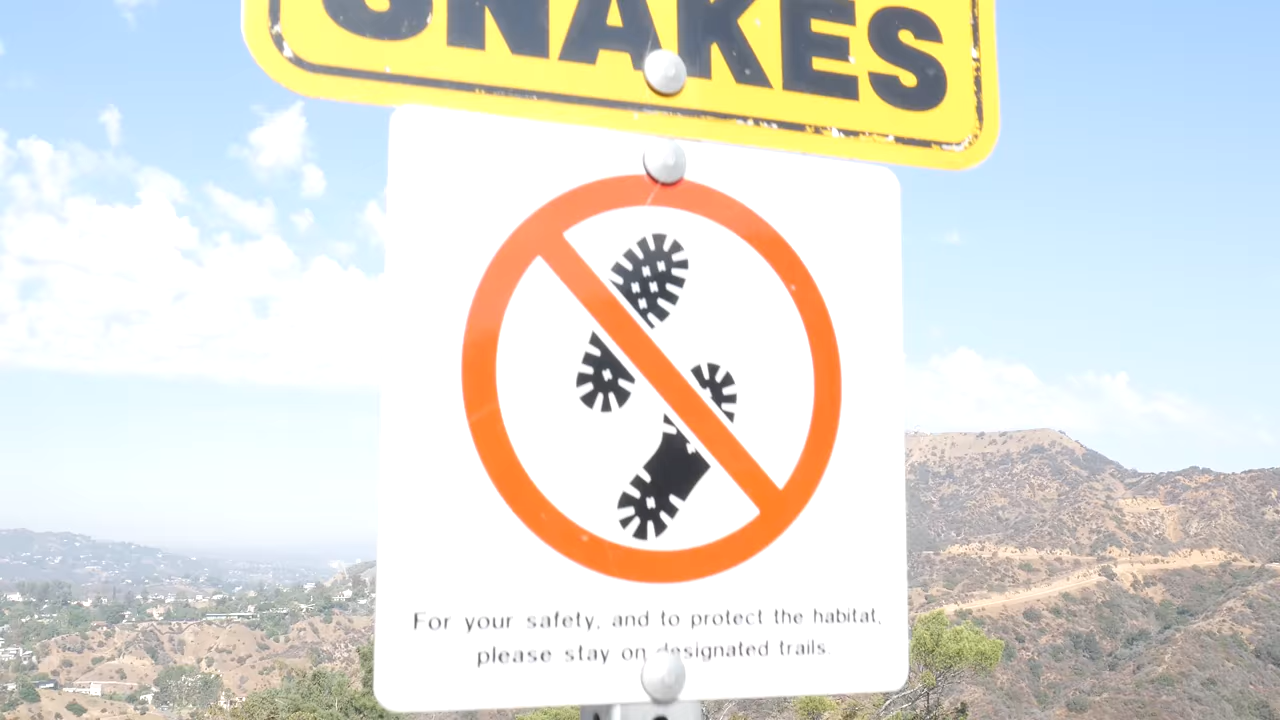 SNAKES
For your safety, and to protect the habitat,
please stay on designated trails.